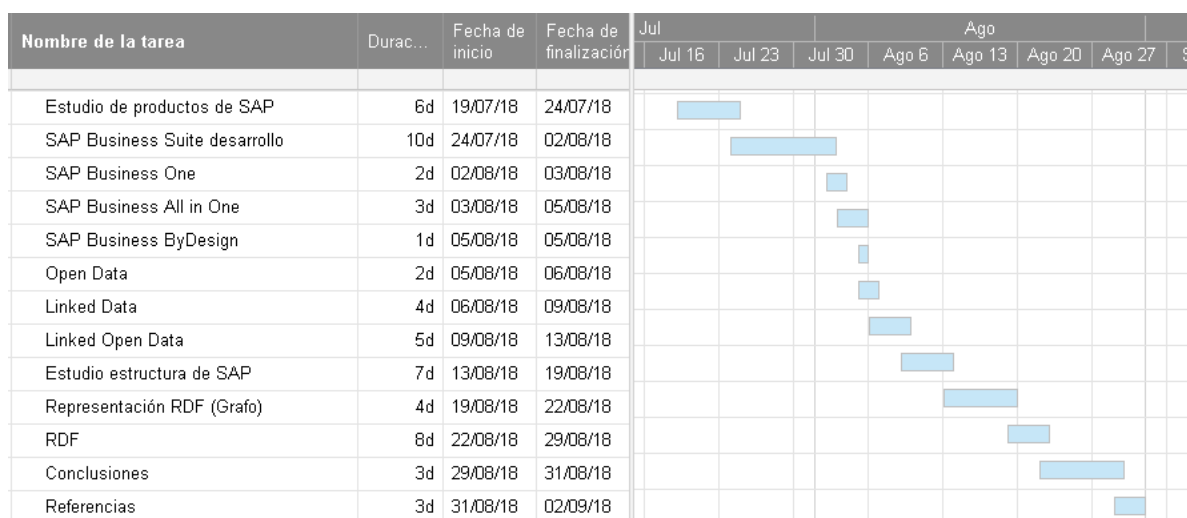 Nombre de la tarea Durac... Fecha de inicio Fecha de finalización Jul Ago
Jul 16 Jul 23 Jul 30 Ago 6 Ago 13 Ago 20 Ago 27
Estudio de productos de SAP 6d 19/07/18 24/07/18
SAP Business Suite desarrollo 10d 24/07/18 02/08/18
SAP Business One 2d 02/08/18 03/08/18
SAP Business All in One 3d 03/08/18 05/08/18
SAP Business ByDesign 1d 05/08/18 05/08/18
Open Data 2d 05/08/18 06/08/18
Linked Data 4d 06/08/18 09/08/18
Linked Open Data 5d 09/08/18 13/08/18
Estudio estructura de SAP 7d 13/08/18 19/08/18
Representación RDF (Grafo) 4d 19/08/18 22/08/18
RDF 8d 22/08/18 29/08/18
Conclusiones 3d 29/08/18 31/08/18
Referencias 3d 31/08/18 02/09/18